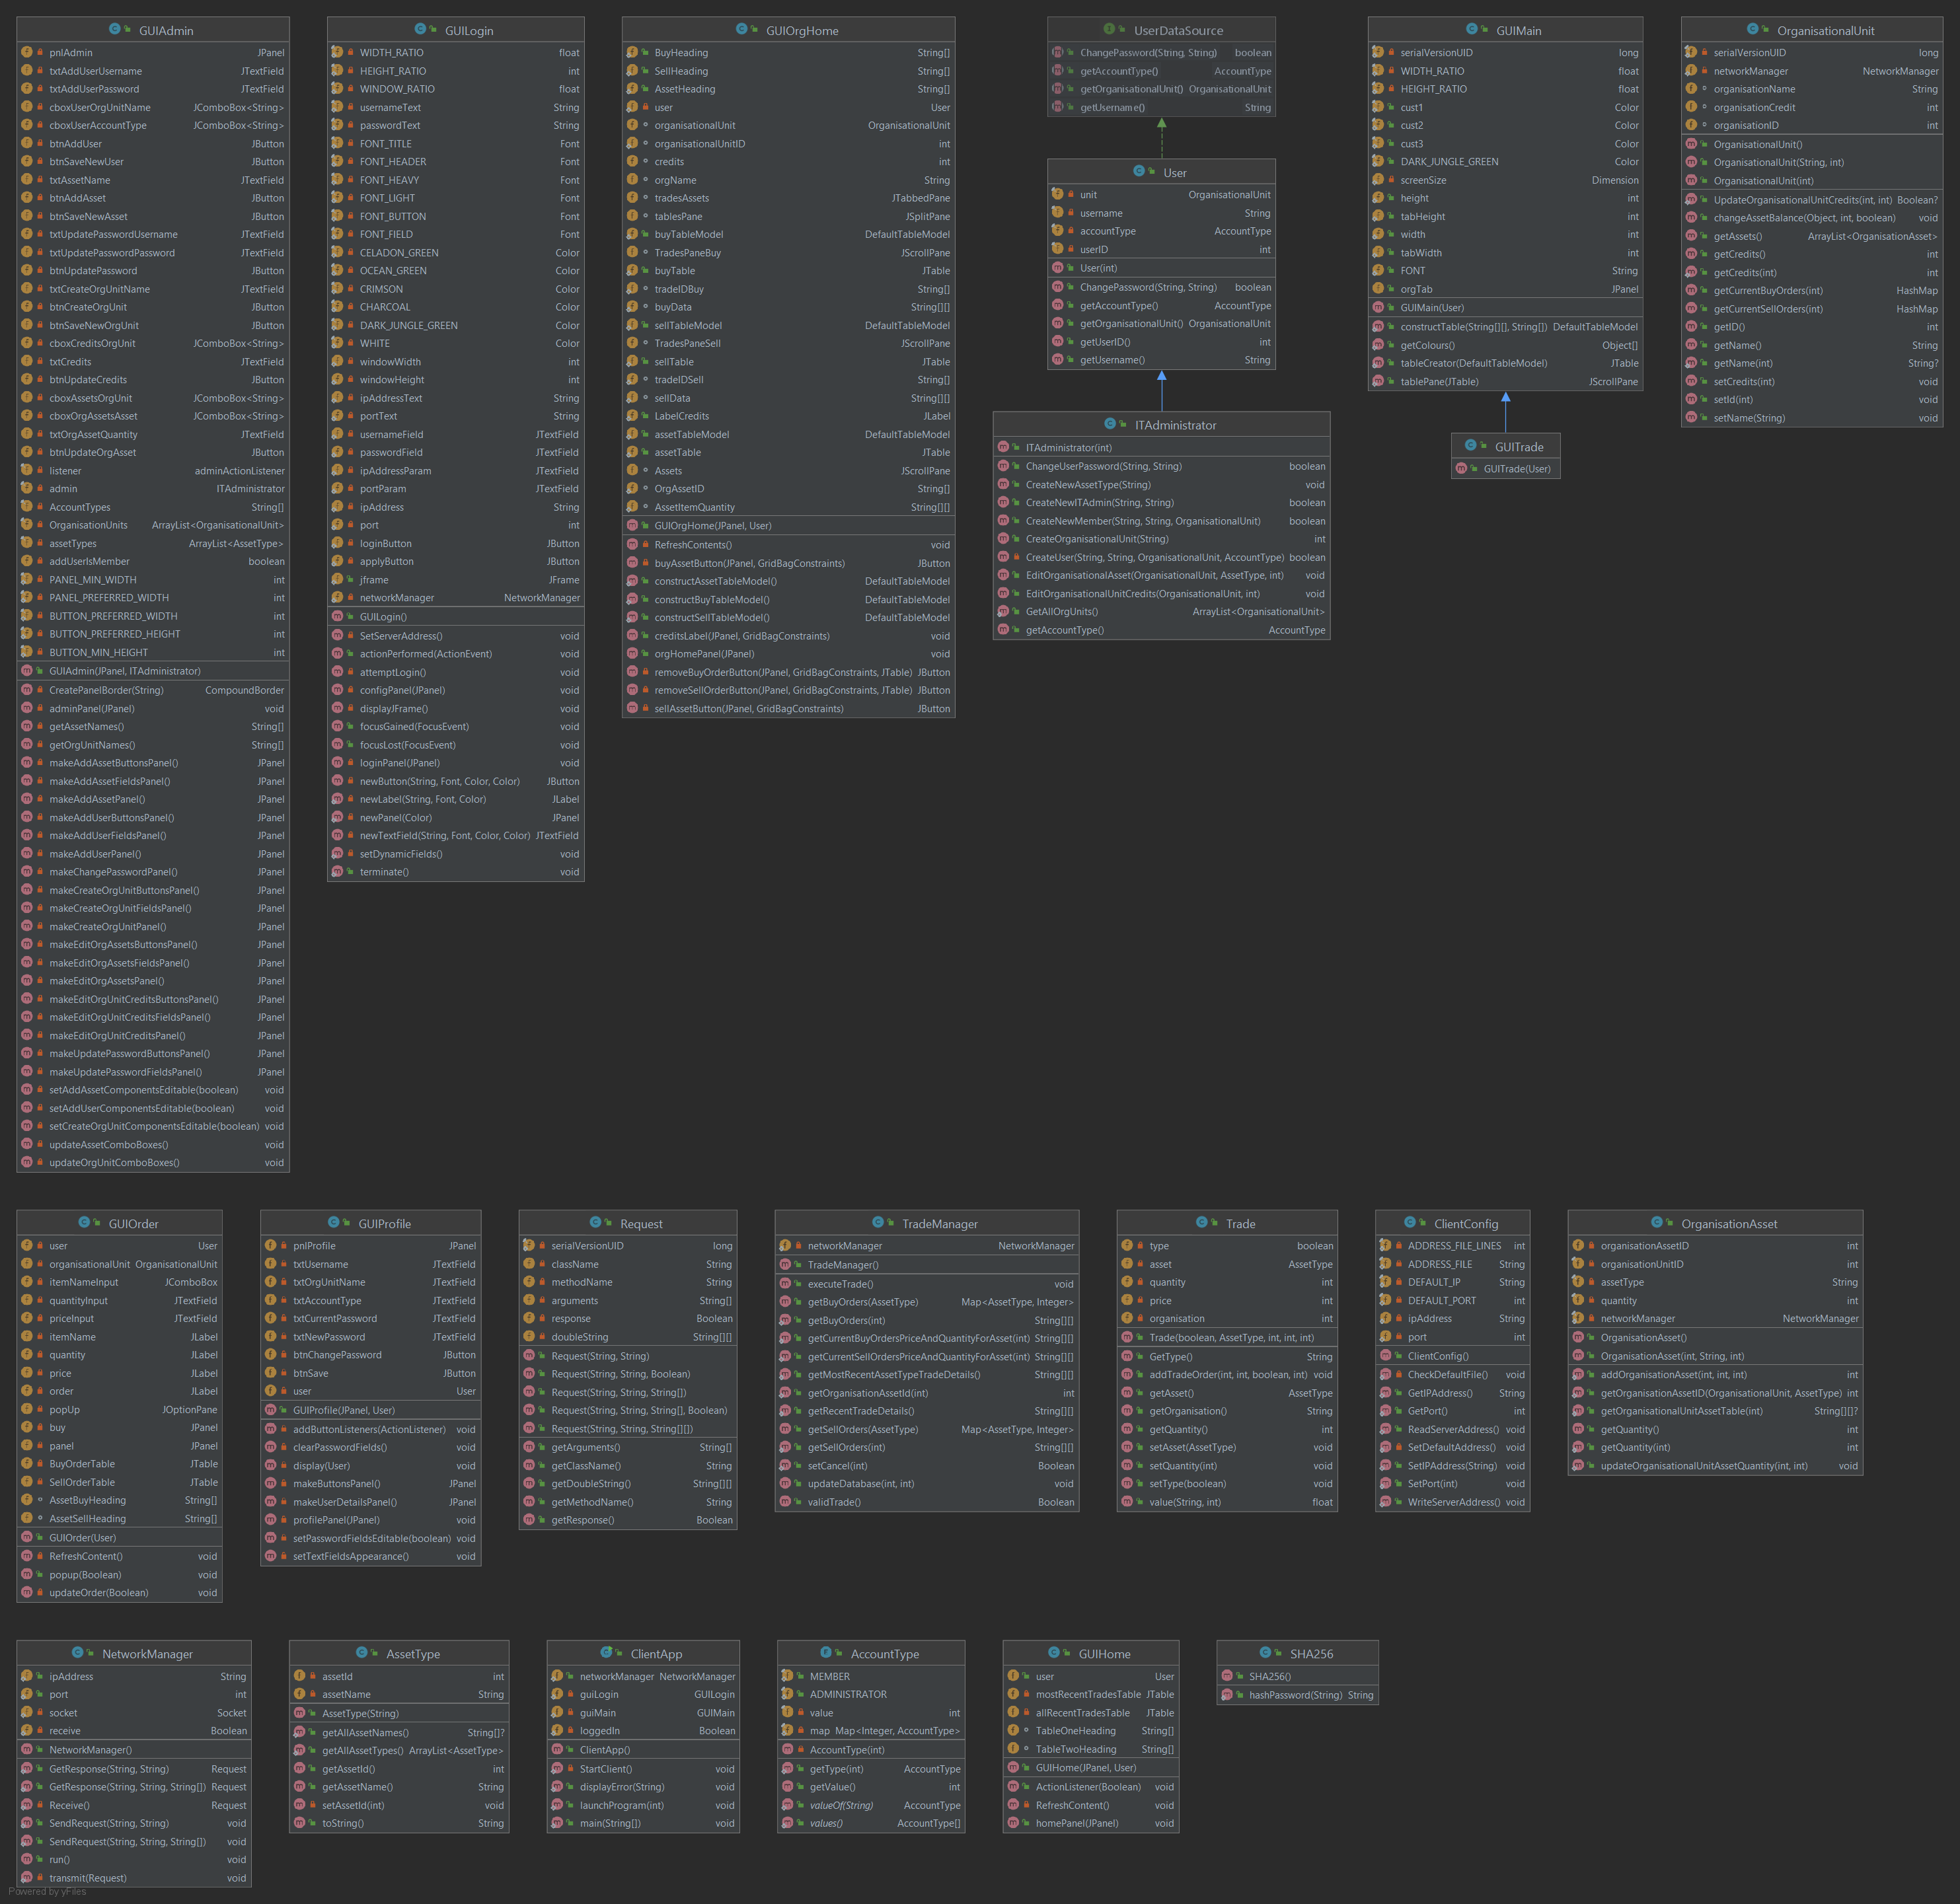 GUIAdmin
pnlAdmin JPanel
txtAddUserUsername JTextField
txtAddUserPassword JTextField
cboxUserOrgUnitName JComboBox<String>
cboxUserAccountType JComboBox<String>
btnAddUser JButton
btnSaveNewUser JButton
txtAssetName JTextField
btnAddAsset JButton
btnSaveNewAsset JButton
txtUpdatePasswordUsername JTextField
txtUpdatePasswordPassword JTextField
btnUpdatePassword JButton
txtCreateOrgUnitName JTextField
btnCreateOrgUnit JButton
btnSaveNewOrgUnit JButton
cboxCreditsOrgUnit JComboBox<String>
txtCredits JTextField
btnUpdateCredits JButton
cboxAssetsOrgUnit JComboBox<String>
cboxOrgAssetsAsset JComboBox<String>
txtOrgAssetQuantity JTextField
btnUpdateOrgAsset JButton
listener adminActionListener
admin ITAdministrator
AccountTypes String[]
OrganisationUnits ArrayList<OrganisationalUnit>
assetTypes ArrayList<AssetType>
addUserIsMember boolean
PANEL_MIN_WIDTH int
PANEL_PREFERRED_WIDTH int
BUTTON_PREFERRED_WIDTH int
BUTTON_PREFERRED_HEIGHT int
BUTTON_MIN_HEIGHT int
GUIAdmin(JPanel, ITAdministrator)
CreatePanelBorder(String) CompoundBorder
adminPanel(JPanel) void
getAssetNames() String[]
getOrgUnitNames() String[]
makeAddAssetButtonsPanel() JPanel
makeAddAssetFieldsPanel() JPanel
makeAddAssetPanel() JPanel
makeAddUserButtonsPanel() JPanel
makeAddUserFieldsPanel() JPanel
makeAddUserPanel() JPanel
makeChangePasswordPanel() JPanel
makeCreateOrgUnitButtonsPanel() JPanel
makeCreateOrgUnitFieldsPanel() JPanel
makeCreateOrgUnitPanel() JPanel
makeEditOrgAssetsButtonsPanel() JPanel
makeEditOrgAssetsFieldsPanel() JPanel
makeEditOrgAssetsPanel() JPanel
makeEditOrgUnitCreditsButtonsPanel() JPanel
makeEditOrgUnitCreditsFieldsPanel() JPanel
makeEditOrgUnitCreditsPanel() JPanel
makeUpdatePasswordButtonsPanel() JPanel
makeUpdatePasswordFieldsPanel() JPanel
setAddAssetComponentsEditable(boolean) void
setAddUserComponentsEditable(boolean) void
setCreateOrgUnitComponentsEditable(boolean) void
updateAssetComboBoxes() void
updateOrgUnitComboBoxes() void
GUILogin
WIDTH_RATIO float
HEIGHT_RATIO int
WINDOW_RATIO float
usernameText String
passwordText String
FONT_TITLE Font
FONT_HEADER Font
FONT_HEAVY Font
FONT_LIGHT Font
FONT_BUTTON Font
FONT_FIELD Font
CELADON_GREEN Color
OCEAN_GREEN Color
CRIMSON Color
CHARCOAL Color
DARK_JUNGLE_GREEN Color
WHITE Color
windowWidth int
windowHeight int
ipAddressText String
portText String
usernameField JTextField
passwordField JTextField
ipAddressParam JTextField
portParam JTextField
ipAddress String
port int
loginButton JButton
applyButton JButton
jframe JFrame
networkManager NetworkManager
GUILogin()
SetServerAddress() void
actionPerformed(ActionEvent) void
attemptLogin() void
configPanel(JPanel) void
displayJFrame() void
focusGained(FocusEvent) void
focusLost(FocusEvent) void
loginPanel(JPanel) void
newButton(String, Font, Color, Color) JButton
newLabel(String, Font, Color) JLabel
newPanel(Color) JPanel
newTextField(String, Font, Color, Color) JTextField
setDynamicFields() void
terminate() void
GUIOrgHome
BuyHeading String[]
SellHeading String[]
AssetHeading String[]
user User
organisationalUnit OrganisationalUnit
organisationalUnitID int
credits int
orgName String
tradesAssets JTabbedPane
tablesPane JSplitPane
buyTableModel DefaultTableModel
TradesPaneBuy JScrollPane
buyTable JTable
tradeIDBuy String[]
buyData String[][]
sellTableModel DefaultTableModel
TradesPaneSell JScrollPane
sellTable JTable
tradeIDSell String[]
sellData String[][]
LabelCredits JLabel
assetTableModel DefaultTableModel
assetTable JTable
Assets JScrollPane
OrgAssetID String[]
AssetItemQuantity String[][]
GUIOrgHome(JPanel, User)
RefreshContents() void
buyAssetButton(JPanel, GridBagConstraints) JButton
constructAssetTableModel() DefaultTableModel
constructBuyTableModel() DefaultTableModel
constructSellTableModel() DefaultTableModel
creditsLabel(JPanel, GridBagConstraints) void
orgHomePanel(JPanel) void
removeBuyOrderButton(JPanel, GridBagConstraints, JTable) JButton
removeSellOrderButton(JPanel, GridBagConstraints, JTable) JButton
sellAssetButton(JPanel, GridBagConstraints) JButton
UserDataSource
ChangePassword(String, String) boolean
getAccountType() AccountType
getOrganisationalUnit() OrganisationalUnit
getUsername() String
User
unit OrganisationalUnit
username String
accountType AccountType
userID int
User(int)
ChangePassword(String, String) boolean
getAccountType() AccountType
getOrganisationalUnit() OrganisationalUnit
getUserID() int
getUsername() String
ITAdministrator
ITAdministrator(int)
ChangeUserPassword(String, String) boolean
CreateNewAssetType(String) void
CreateNewITAdmin(String, String) boolean
CreateNewMember(String, String, OrganisationalUnit) boolean
CreateOrganisationalUnit(String) int
CreateUser(String, String, OrganisationalUnit, AccountType) boolean
EditOrganisationalAsset(OrganisationalUnit, AssetType, int) void
EditOrganisationalUnitCredits(OrganisationalUnit, int) void
GetAllOrgUnits() ArrayList<OrganisationalUnit>
getAccountType() AccountType
GUIMain
serialVersionUID long
WIDTH_RATIO float
HEIGHT_RATIO float
cust1 Color
cust2 Color
cust3 Color
DARK_JUNGLE_GREEN Color
screenSize Dimension
height int
tabHeight int
width int
tabWidth int
FONT String
orgTab JPanel
GUIMain(User)
constructTable(String[][], String[]) DefaultTableModel
getColours() Object[]
tableCreator(DefaultTableModel) JTable
tablePane(JTable) JScrollPane
GUITrade
GUITrade(User)
OrganisationalUnit
serialVersionUID long
networkManager NetworkManager
organisationName String
organisationCredit int
organisationID int
OrganisationalUnit()
OrganisationalUnit(String, int)
OrganisationalUnit(int)
UpdateOrganisationalUnitCredits(int, int) Boolean?
changeAssetBalance(Object, int, boolean) void
getAssets() ArrayList<OrganisationAsset>
getCredits() int
getCredits(int) int
getCurrentBuyOrders(int) HashMap
getCurrentSellOrders(int) HashMap
getID() int
getName() String
getName(int) String?
setCredits(int) void
setId(int) void
setName(String) void
GUIOrder
user User
organisationalUnit OrganisationalUnit
itemNameInput JComboBox
quantityInput JTextField
priceInput JTextField
itemName JLabel
quantity JLabel
price JLabel
order JLabel
popUp JOptionPane
buy JPanel
panel JPanel
BuyOrderTable JTable
SellOrderTable JTable
AssetBuyHeading String[]
AssetSellHeading String[]
GUIOrder(User)
RefreshContent() void
popup(Boolean) void
updateOrder(Boolean) void
GUIProfile
pnlProfile JPanel
txtUsername JTextField
txtOrgUnitName JTextField
txtAccountType JTextField
txtCurrentPassword JTextField
txtNewPassword JTextField
btnChangePassword JButton
btnSave JButton
user User
GUIProfile(JPanel, User)
addButtonListeners(ActionListener) void
clearPasswordFields() void
display(User) void
makeButtonsPanel() JPanel
makeUserDetailsPanel() JPanel
profilePanel(JPanel) void
setPasswordFieldsEditable(boolean) void
setTextFieldsAppearance() void
Request
serialVersionUID long
className String
methodName String
arguments String[]
response Boolean
doubleString String[][]
Request(String, String)
Request(String, String, Boolean)
Request(String, String, String[])
Request(String, String, String[], Boolean)
Request(String, String, String[][])
getArguments() String[]
getClassName() String
getDoubleString() String[][]
getMethodName() String
getResponse() Boolean
TradeManager
networkManager NetworkManager
TradeManager()
executeTrade() void
getBuyOrders(AssetType) Map<AssetType, Integer>
getBuyOrders(int) String[][]
getCurrentBuyOrdersPriceAndQuantityForAsset(int) String[][]
getCurrentSellOrdersPriceAndQuantityForAsset(int) String[][]
getMostRecentAssetTypeTradeDetails() String[][]
getOrganisationAssetId(int) int
getRecentTradeDetails() String[][]
getSellOrders(AssetType) Map<AssetType, Integer>
getSellOrders(int) String[][]
setCancel(int) Boolean
updateDatabase(int, int) void
validTrade() Boolean
Trade
type boolean
asset AssetType
quantity int
price int
organisation int
Trade(boolean, AssetType, int, int, int)
GetType() String
addTradeOrder(int, int, boolean, int) void
getAsset() AssetType
getOrganisation() String
getQuantity() int
setAsset(AssetType) void
setQuantity(int) void
setType(boolean) void
value(String, int) float
ClientConfig
ADDRESS_FILE_LINES int
ADDRESS_FILE String
DEFAULT_IP String
DEFAULT_PORT int
ipAddress String
port int
ClientConfig()
CheckDefaultFile() void
GetIPAddress() String
GetPort() int
ReadServerAddress() void
SetDefaultAddress() void
SetIPAddress(String) void
SetPort(int) void
WriteServerAddress() void
OrganisationAsset
organisationAssetID int
organisationUnitID int
assetType String
quantity int
networkManager NetworkManager
OrganisationAsset()
OrganisationAsset(int, String, int)
addOrganisationAsset(int, int, int) int
getOrganisationAssetID(OrganisationalUnit, AssetType) int
getOrganisationalUnitAssetTable(int) String[][]?
getQuantity() int
getQuantity(int) int
updateOrganisationalUnitAssetQuantity(int, int) void
NetworkManager
ipAddress String
port int
socket Socket
receive Boolean
NetworkManager()
GetResponse(String, String) Request
GetResponse(String, String, String[]) Request
Receive() Request
SendRequest(String, String) void
SendRequest(String, String, String[]) void
run() void
transmit(Request) void
AssetType
assetId int
assetName String
AssetType(String)
getAllAssetNames() String[]?
getAllAssetTypes() ArrayList<AssetType>
getAssetId() int
getAssetName() String
setAssetId(int) void
toString() String
ClientApp
networkManager NetworkManager
guiLogin GUILogin
guiMain GUIMain
loggedIn Boolean
ClientApp()
StartClient() void
displayError(String) void
launchProgram(int) void
main(String[]) void
AccountType
MEMBER
ADMINISTRATOR
value int
map Map<Integer, AccountType>
AccountType(int)
getType(int) AccountType
getValue() int
valueOf(String) AccountType
values() AccountType[]
GUIHome
user User
mostRecentTradesTable JTable
allRecentTradesTable JTable
TableOneHeading String[]
TableTwoHeading String[]
GUIHome(JPanel, User)
ActionListener(Boolean) void
RefreshContent() void
homePanel(JPanel) void
SHA256
SHA256()
hashPassword(String) String
Powered by yFiles